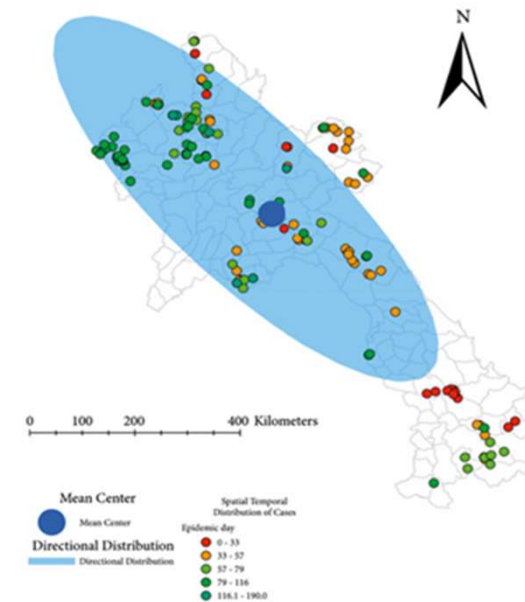 N
0 100 200 400 Kilometers
Mean Center
Mean Center
Directional Distribution
Directional Distribution
Spatial Temporal
Distribution of Cases
Epidemic day
0 - 33
33 - 57
57 - 79
79 - 116
116.1 - 190.0